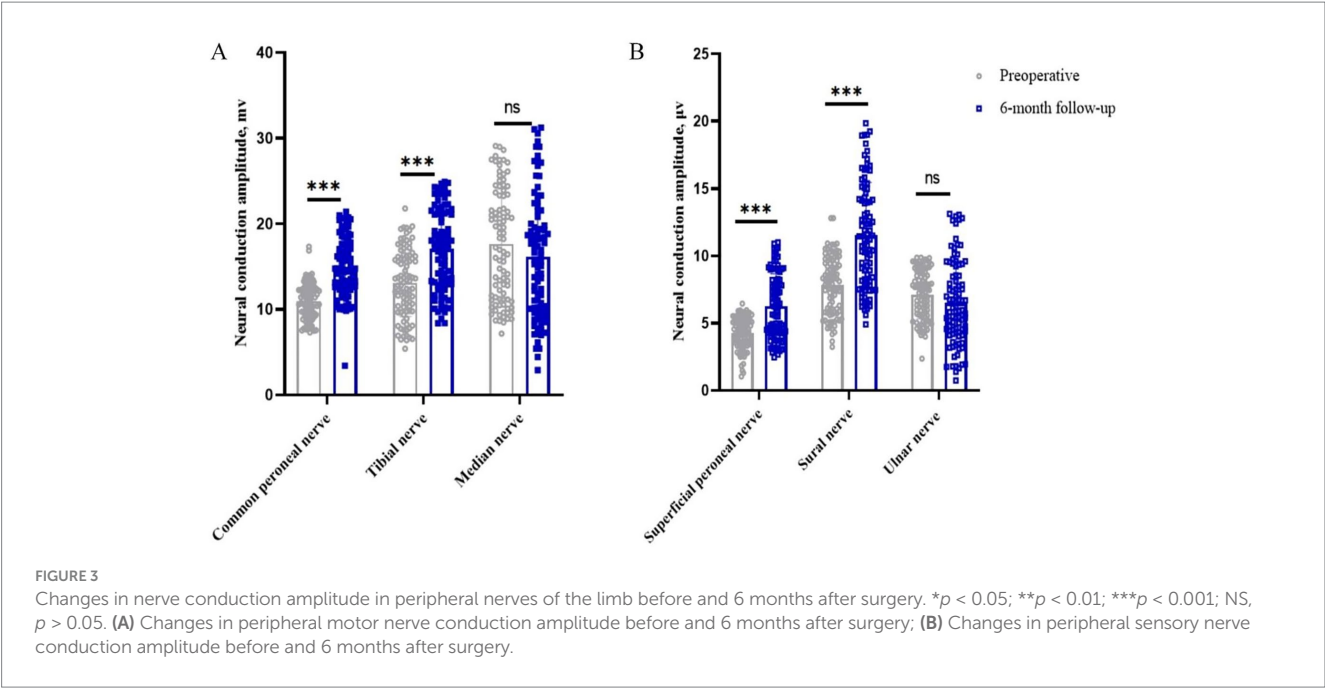 A
40
30
20
10
0
Neural conduction amplitude, mv
***
***
ns
Common peroneal nerve
Tibial nerve
Median nerve
B
25
20
15
10
5
0
Neural conduction amplitude, μv
***
***
ns
Superficial peroneal nerve
Sural nerve
Ulnar nerve
Preoperative
6-month follow-up
FIGURE 3
Changes in nerve conduction amplitude in peripheral nerves of the limb before and 6 months after surgery. *p < 0.05; **p < 0.01; ***p < 0.001; NS,
p > 0.05. (A) Changes in peripheral motor nerve conduction amplitude before and 6 months after surgery; (B) Changes in peripheral sensory nerve
conduction amplitude before and 6 months after surgery.